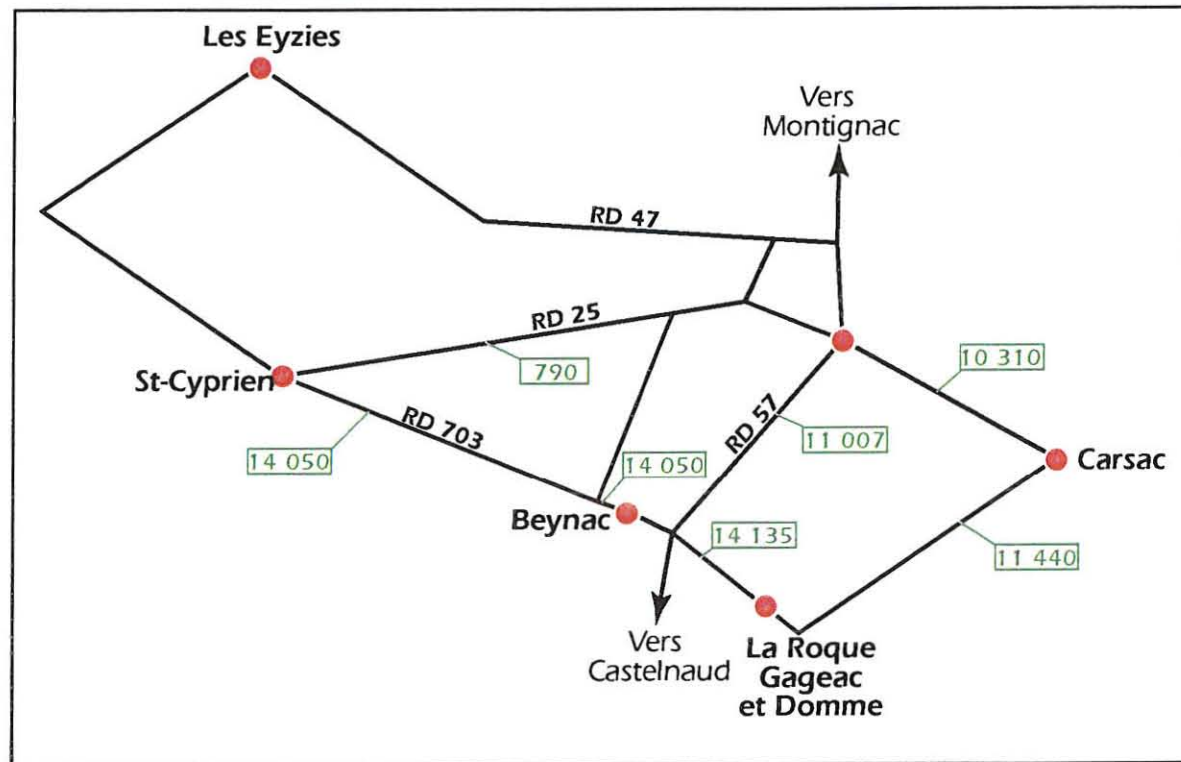 Les Eyzies
Vers
Montignac
RD 47
RD 25
790
10 310
St-Cyprien
RD 703
RD 57
11 007
14 050
14 050
Carsac
Beynac
14 135
11 440
Vers
Castelnaud
La Roque
Gageac
et Domme